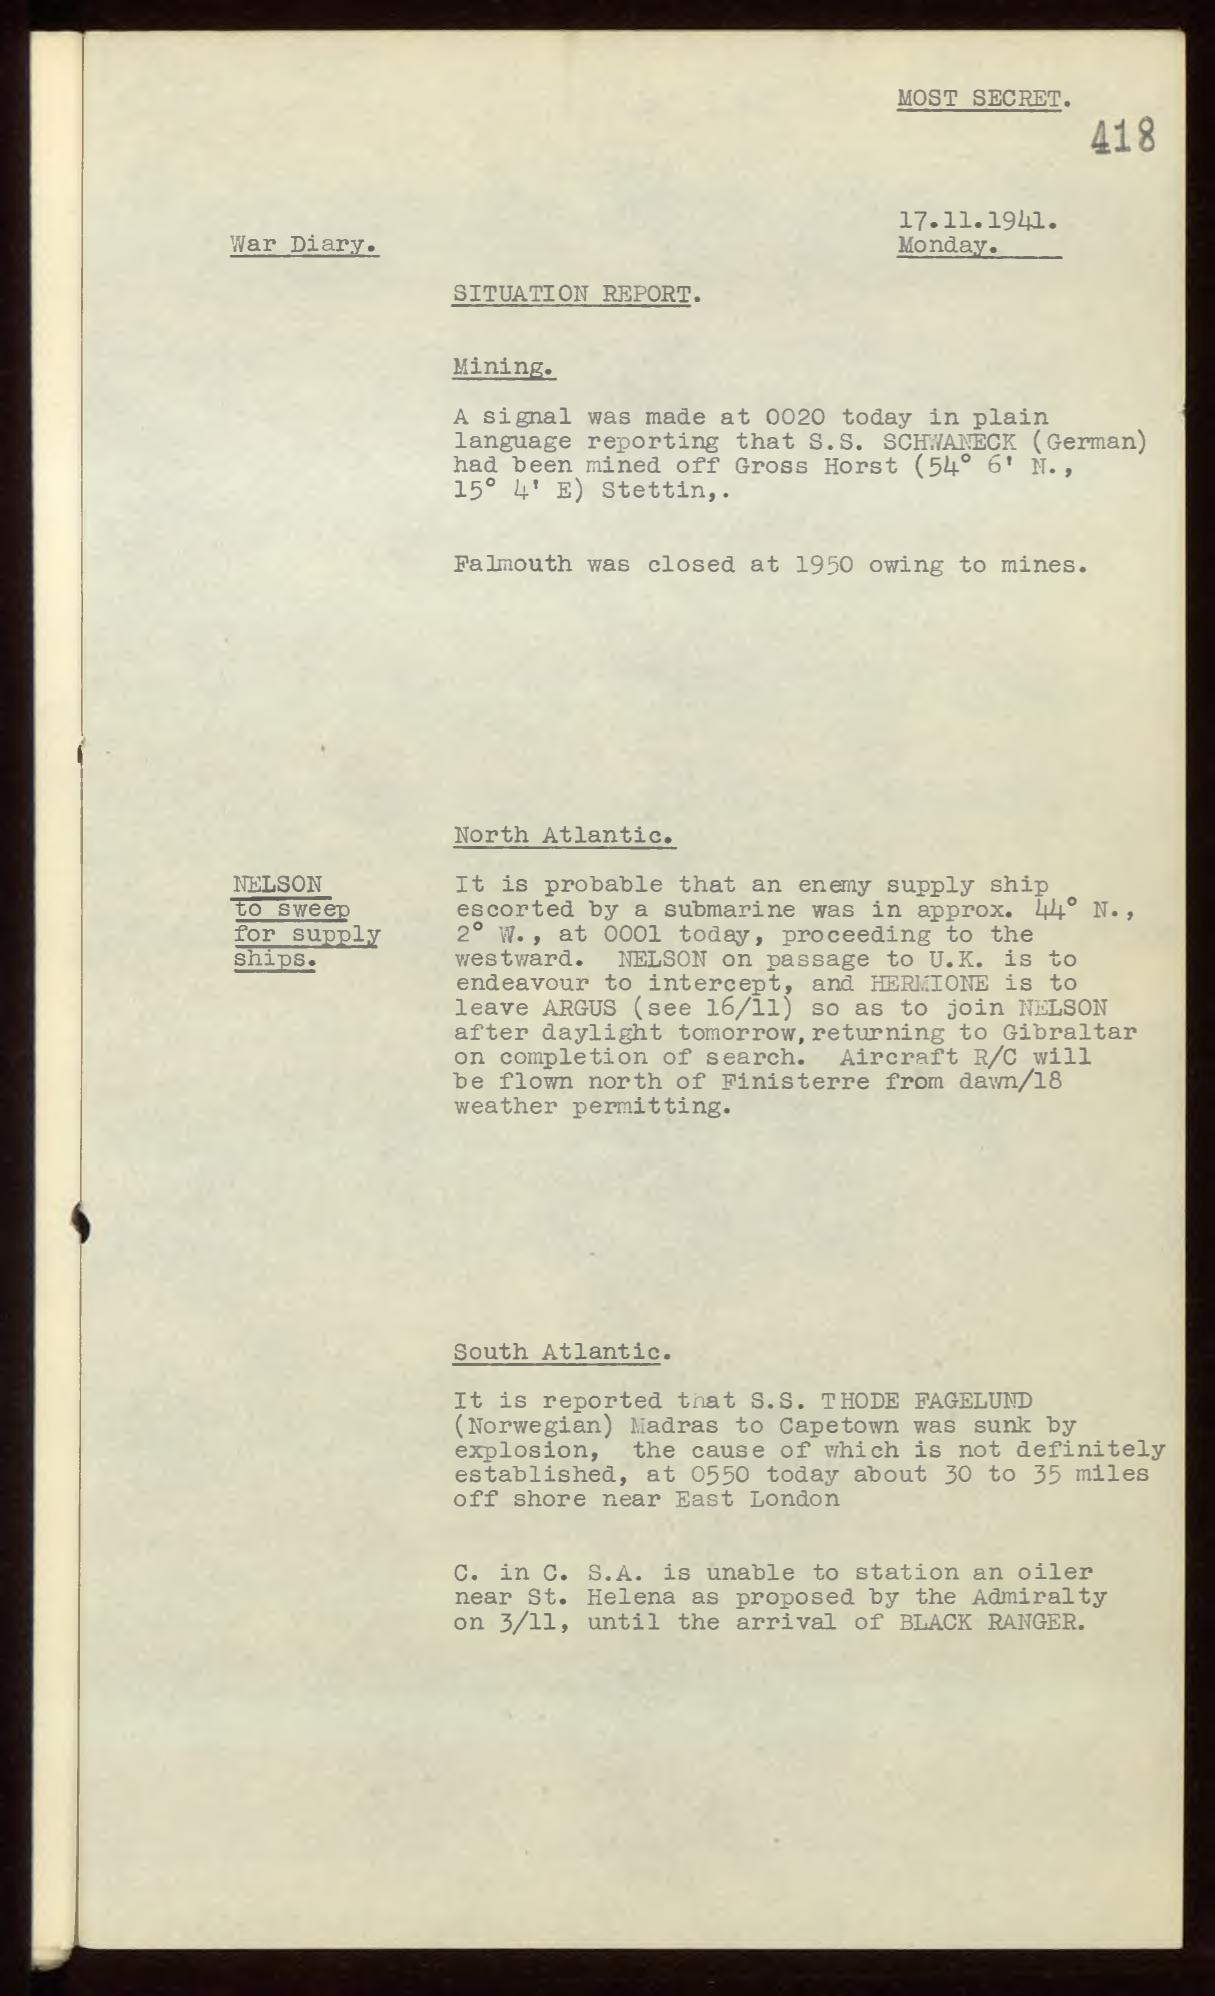 MOST SECRET.
418
17.11.1941.
War Diary.
Monday.
SITUATION REPORT.
Mining.
A signal was made at 0020 today in plain
language reporting that S.S. SCHWANECK (German)
had been mined off Gross Horst (54° 6' N.,
15° 4' E) Stettin,.
Falmouth was closed at 1950 owing to mines.
North Atlantic.
NELSON
to sweep
for supply
ships.
It is probable that an enemy supply ship
escorted by a submarine was in approx. 44° N.,
2° W., at 0001 today, proceeding to the
westward. NELSON on passage to U.K. is to
endeavour to intercept, and HERMIONE is to
leave ARGUS (see 16/11) so as to join NELSON
after daylight tomorrow, returning to Gibraltar
on completion of search. Aircraft R/C will
be flown north of Finisterre from dawn/18
weather permitting.
South Atlantic.
It is reported that S.S. THODE FAGELUND
(Norwegian) Madras to Capetown was sunk by
explosion, the cause of which is not definitely
established, at 0550 today about 30 to 35 miles
off shore near East London
C. in C. S.A. is unable to station an oiler
near St. Helena as proposed by the Admiralty
on 3/11, until the arrival of BLACK RANGER.